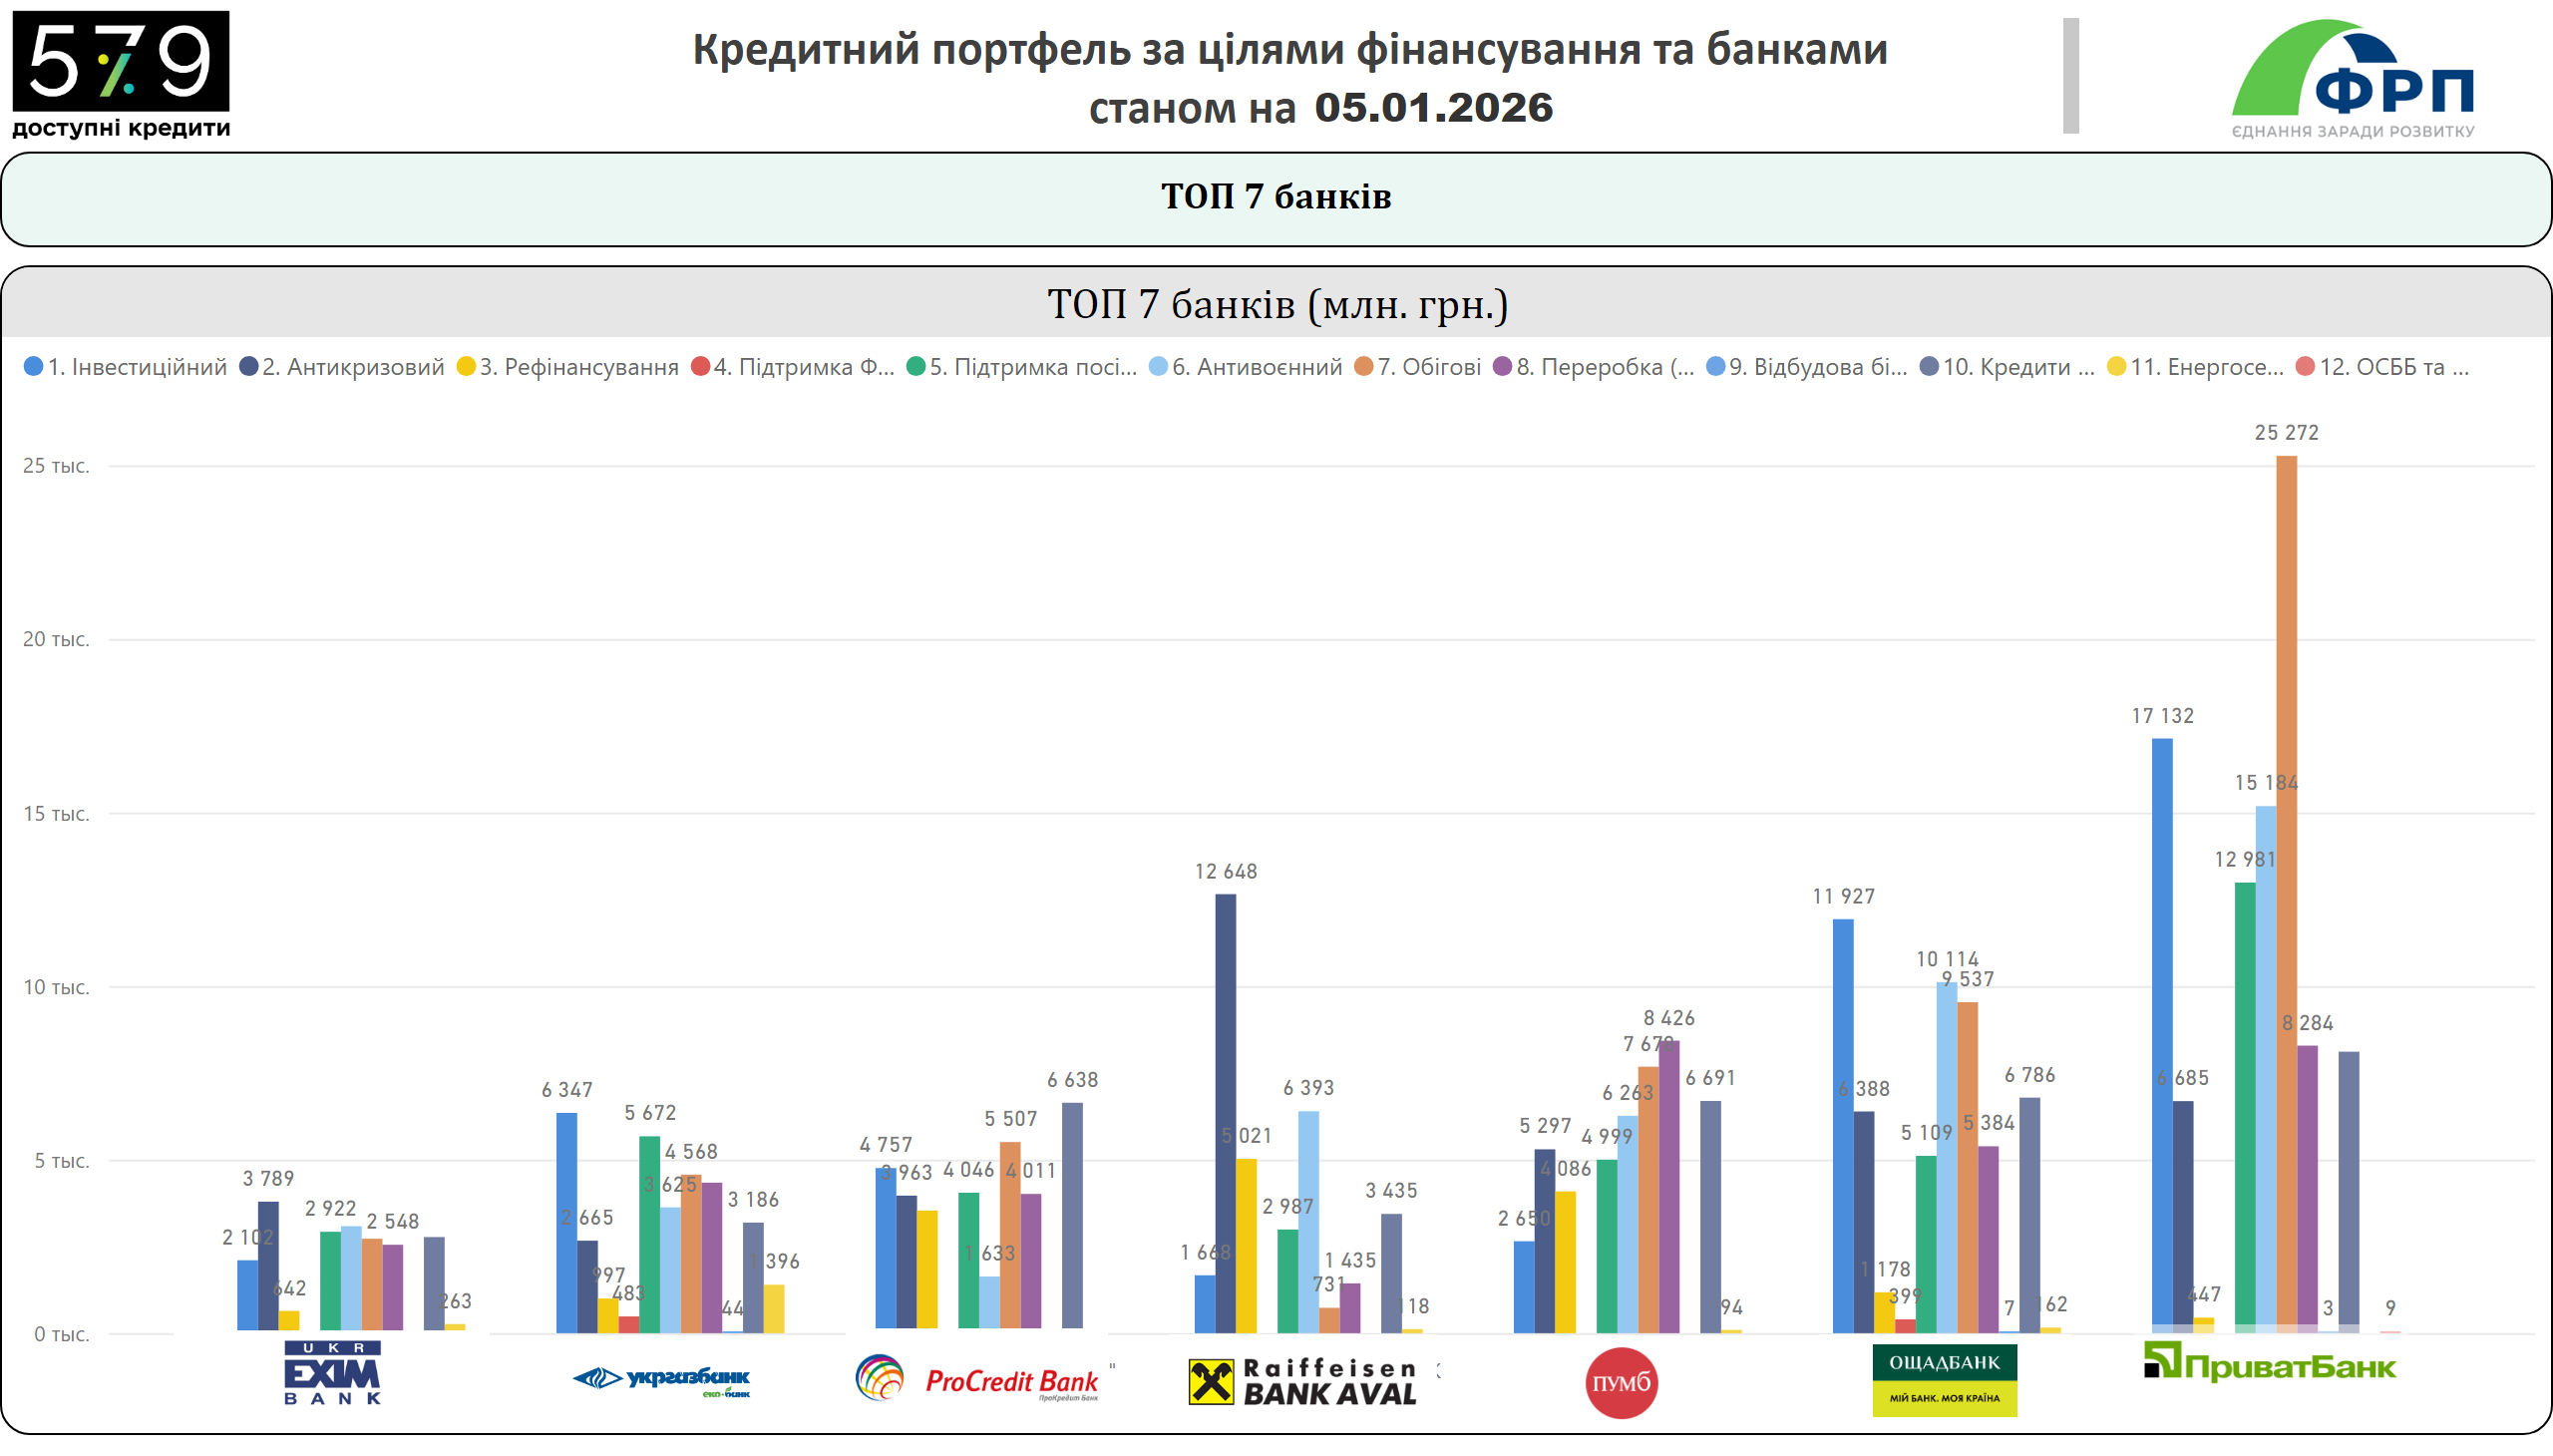 579
доступні кредити
Кредитний портфель за цілями фінансування та банками
станом на 05.01.2026
ФРП
ЄДНАННЯ ЗАРАДИ РОЗВИТКУ
ТОП 7 банків
ТОП 7 банків (млн. грн.)
1. Інвестиційний 2. Антикризовий 3. Рефінансування 4. Підтримка Ф... 5. Підтримка посі... 6. Антивоєнний 7. Обігові 8. Переробка (... 9. Відбудова бі... 10. Кредити ... 11. Енергосе... 12. ОСББ та ...
25 тыс.
20 тыс.
15 тыс.
10 тыс.
5 тыс.
0 тыс.
2 102 3 789 642 2 922 2 548 263
6 347 2 665 997 483 5 672 3 625 4 568 44 3 186 1 396
4 757 3 963 4 046 1 633 5 507 4 011 6 638
1 668 12 648 5 021 2 987 6 393 731 1 435 3 435 118
2 650 5 297 4 086 4 999 6 263 8 426 6 691 94
11 927 6 388 1 178 399 5 109 10 114 9 537 5 384 7 6 786 162
17 132 6 685 447 12 981 15 184 25 272 8 284 3 9
UKR
EXIM
BANK
укргазбанк
еко-банк
ProCredit Bank
ПроКредит Банк
"
Raiffeisen
BANK AVAL
ПУМБ
ОЩАДБАНК
МІЙ БАНК. МОЯ КРАЇНА
ПриватБанк